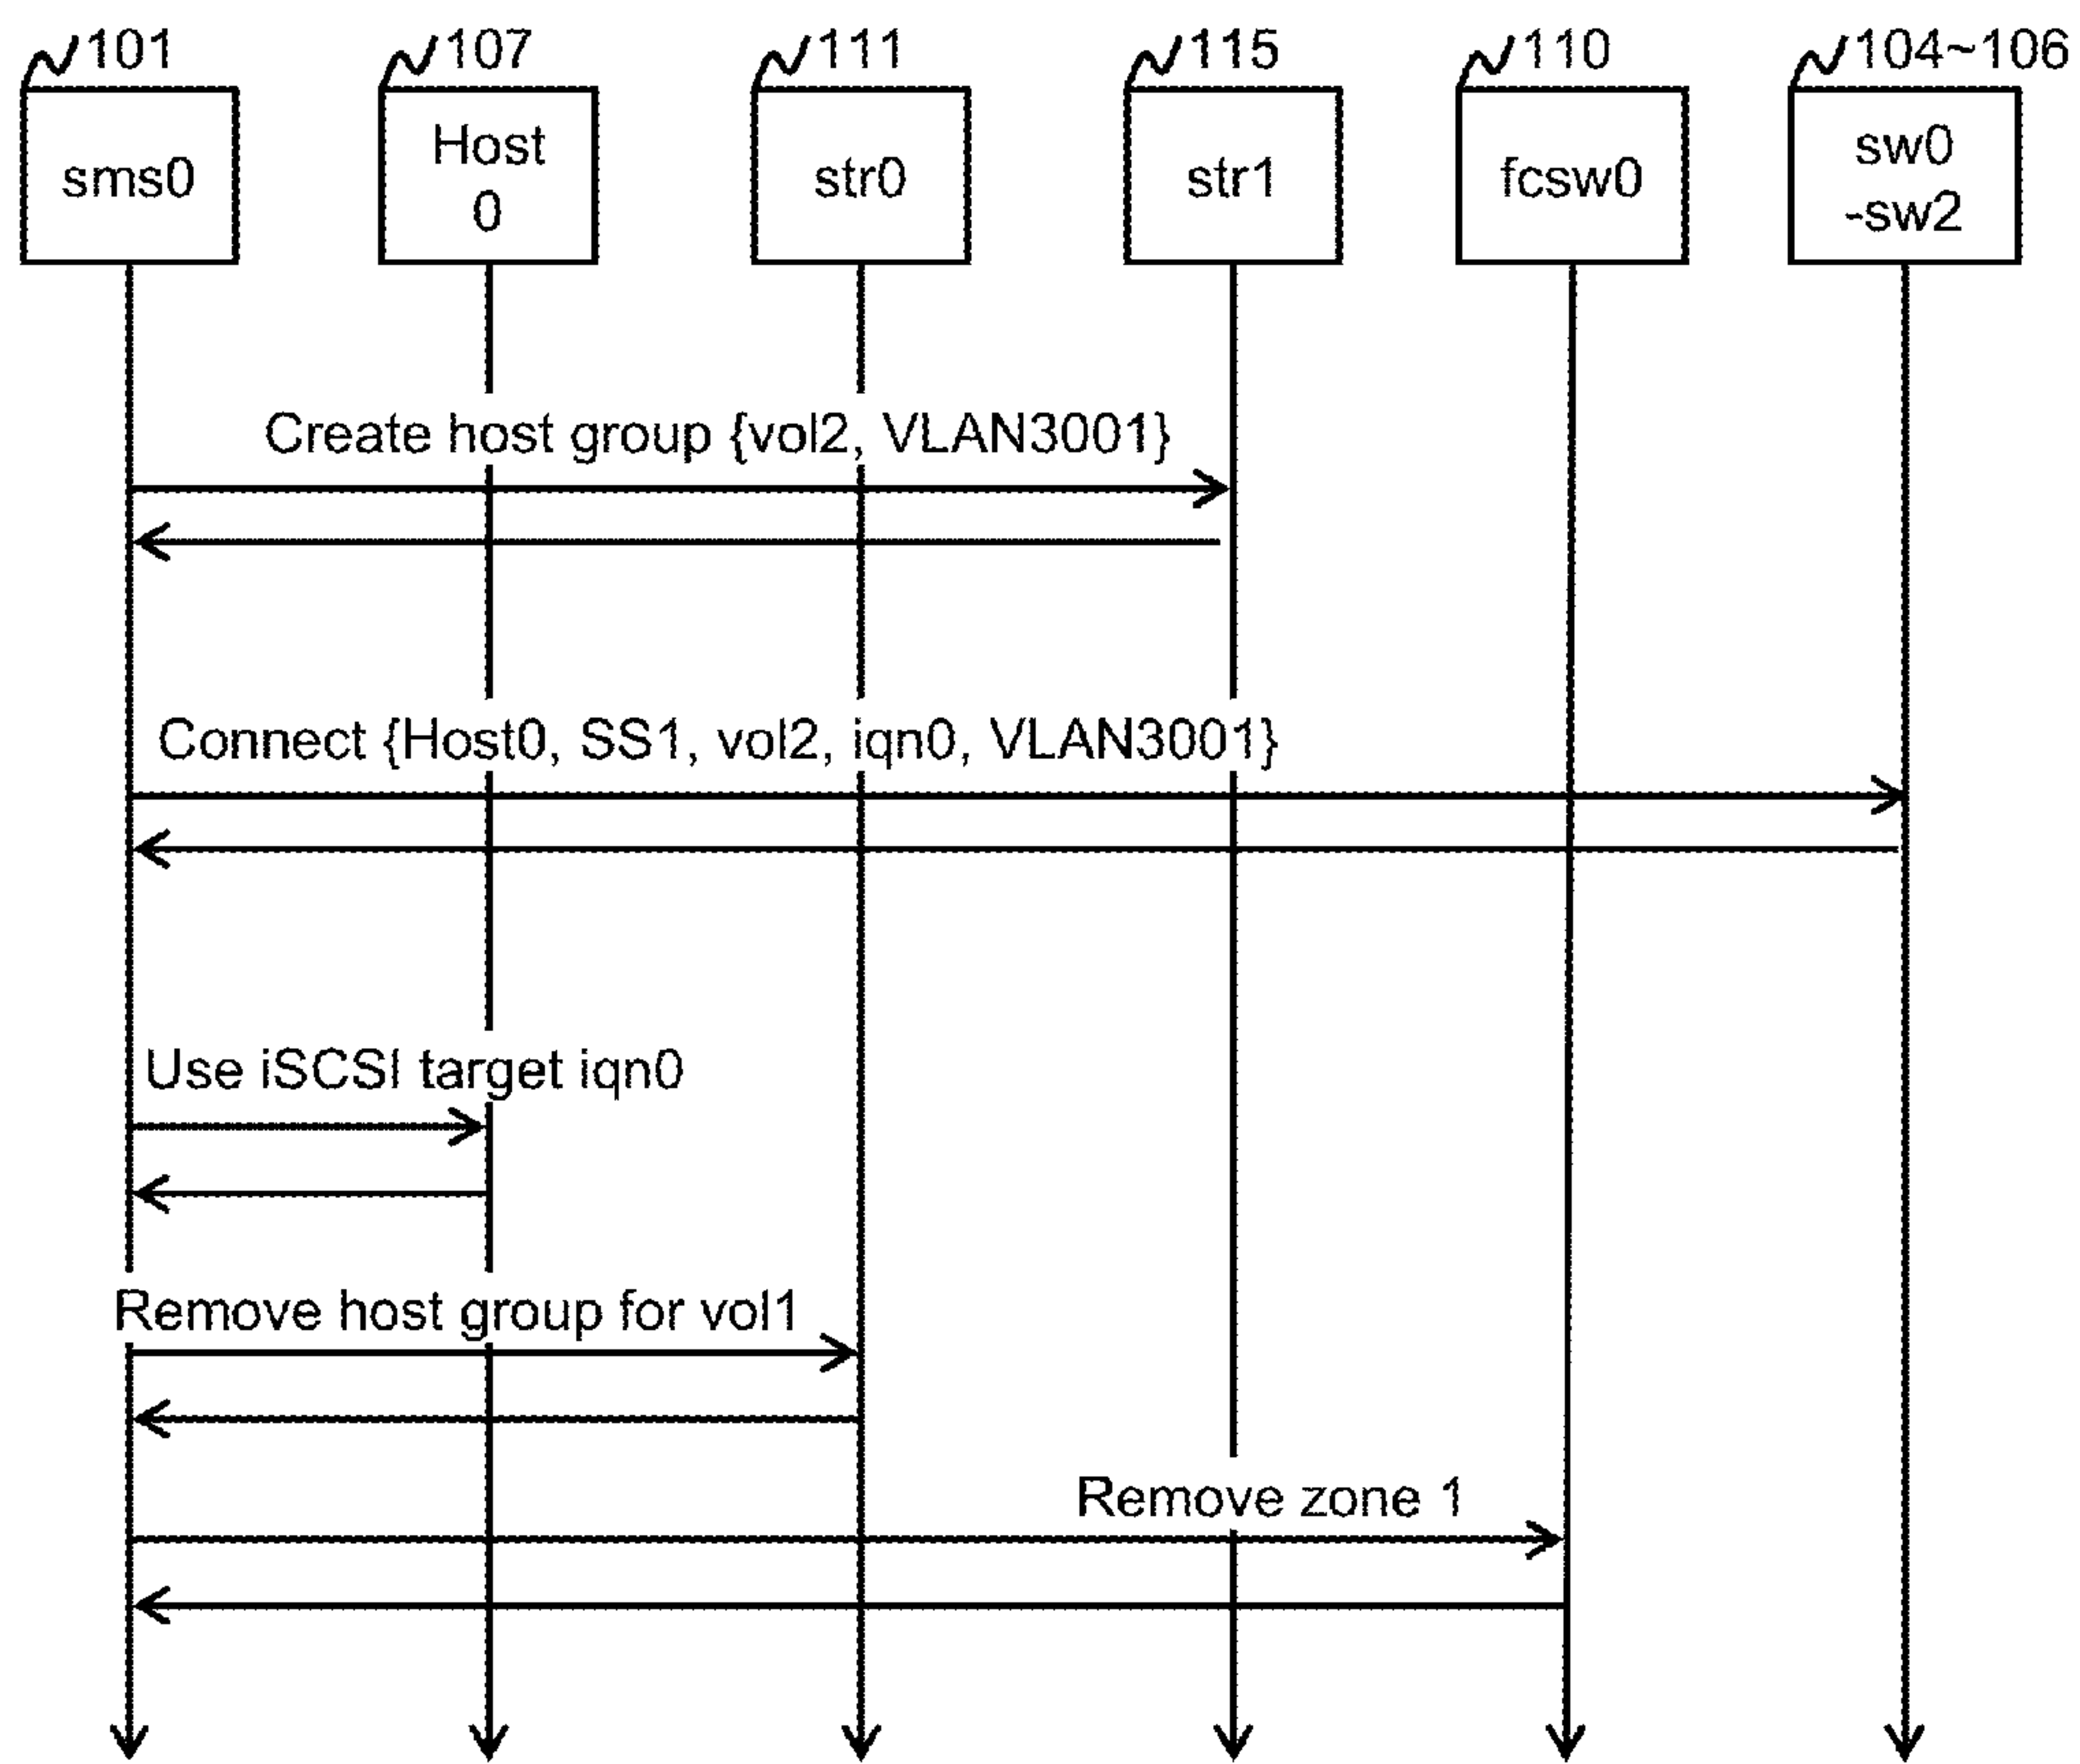 101 107 111 115 110 104~106
sms0
Host
0
str0
str1
fcsw0
sw0
-sw2
Create host group {vol2, VLAN3001}
Connect {Host0, SS1, vol2, iqn0, VLAN3001}
Use iSCSI target iqn0
Remove host group for vol1
Remove zone 1